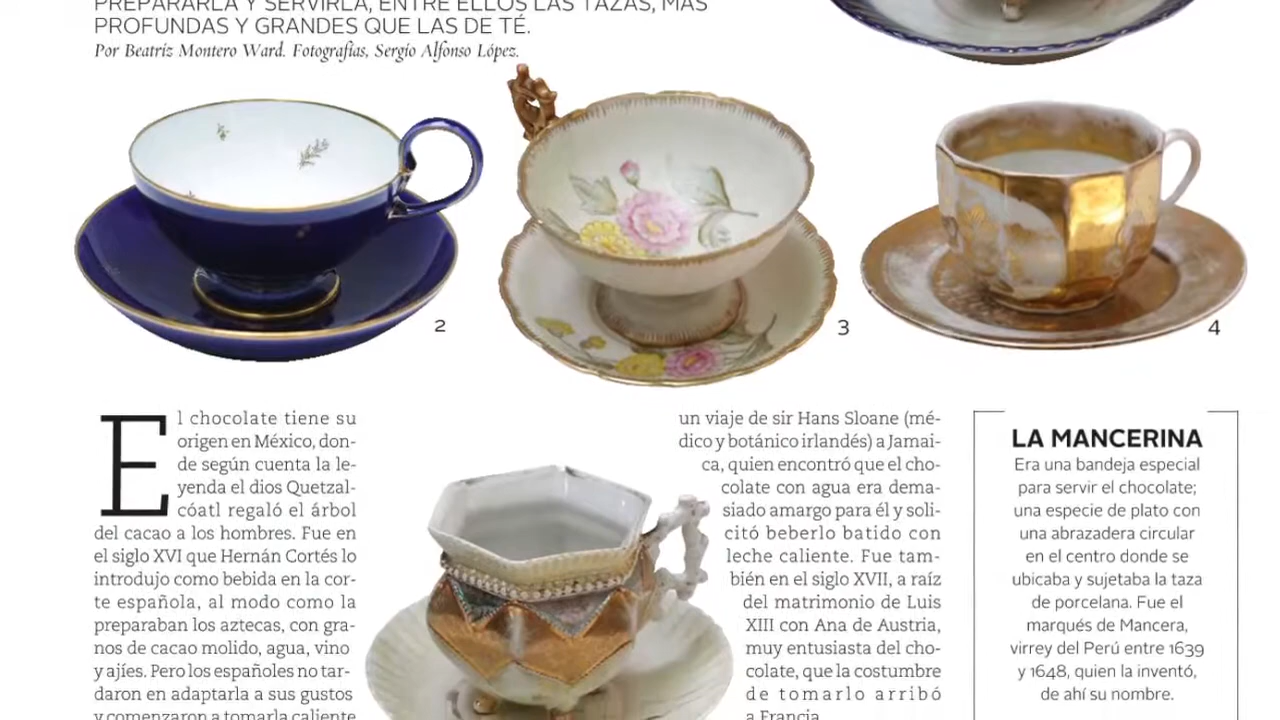 PREPARARLA Y SERVIRLA, ENTRE ELLOS LAS TAZAS, MÁS
PROFUNDAS Y GRANDES QUE LAS DE TÉ.
Por Beatriz Montero Ward. Fotografías, Sergio Alfonso López.
2
3
4
El chocolate tiene su
origen en México, don-
de según cuenta la le-
yenda el dios Quetzal-
cóatl regaló el árbol
del cacao a los hombres. Fue en
el siglo XVI que Hernán Cortés lo
introdujo como bebida en la cor-
te española, al modo como la
preparaban los aztecas, con gra-
nos de cacao molido, agua, vino
y ajíes. Pero los españoles no tar-
daron en adaptarla a sus gustos
y comenzaron a tomarla caliente
un viaje de sir Hans Sloane (mé-
dico y botánico irlandés) a Jamai-
ca, quien encontró que el cho-
colate con agua era dema-
siado amargo para él y soli-
citó beberlo batido con
leche caliente. Fue tam-
bién en el siglo XVII, a raíz
del matrimonio de Luis
XIII con Ana de Austria,
muy entusiasta del cho-
colate, que la costumbre
de tomarlo arribó
a Francia
LA MANCERINA
Era una bandeja especial
para servir el chocolate;
una especie de plato con
una abrazadera circular
en el centro donde se
ubicaba y sujetaba la taza
de porcelana. Fue el
marqués de Mancera,
virrey del Perú entre 1639
y 1648, quien la inventó,
de ahí su nombre.